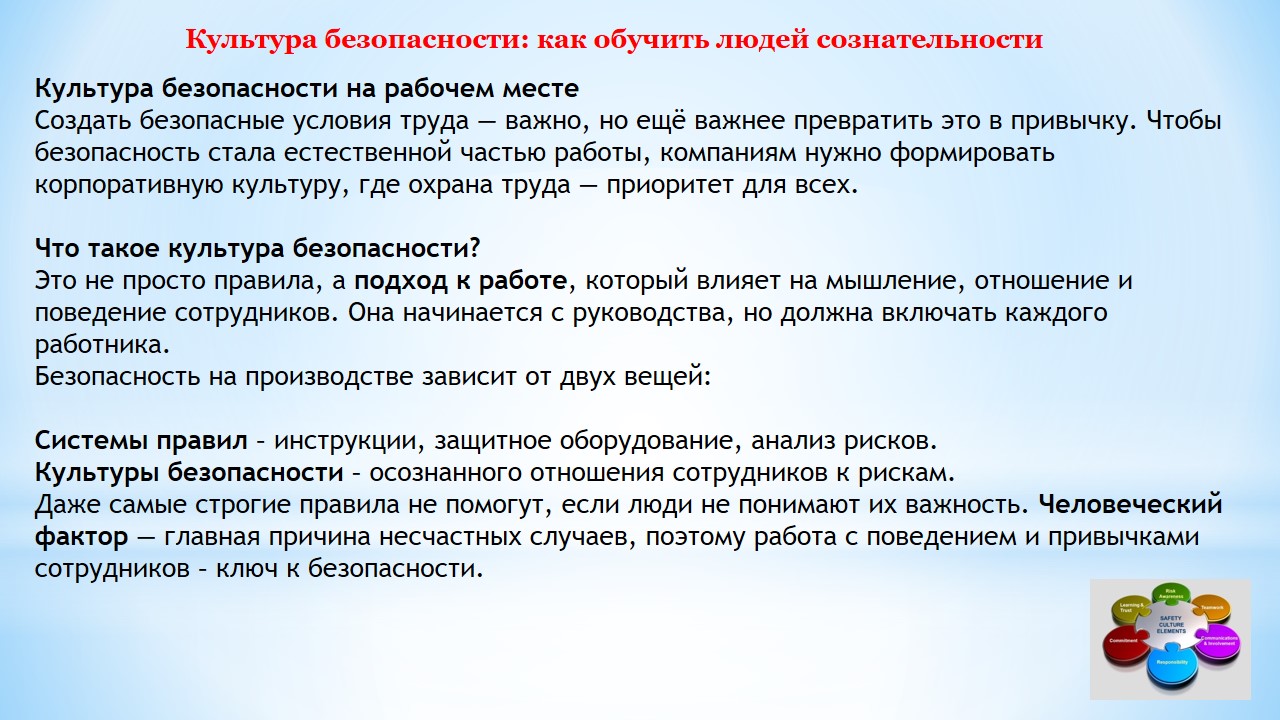 Культура безопасности: как обучить людей сознательности
Культура безопасности на рабочем месте
Создать безопасные условия труда — важно, но ещё важнее превратить это в привычку. Чтобы
безопасность стала естественной частью работы, компаниям нужно формировать
корпоративную культуру, где охрана труда — приоритет для всех.
Что такое культура безопасности?
Это не просто правила, а подход к работе, который влияет на мышление, отношение и
поведение сотрудников. Она начинается с руководства, но должна включать каждого
работника.
Безопасность на производстве зависит от двух вещей:
Системы правил – инструкции, защитное оборудование, анализ рисков.
Культуры безопасности – осознанного отношения сотрудников к рискам.
Даже самые строгие правила не помогут, если люди не понимают их важность. Человеческий
фактор — главная причина несчастных случаев, поэтому работа с поведением и привычками
сотрудников – ключ к безопасности.
Risk
Awareness
Learning &
Trust
Teamwork
SAFETY
CULTURE
ELEMENTS
Commitment
Communications
& Involvement
Responsibility